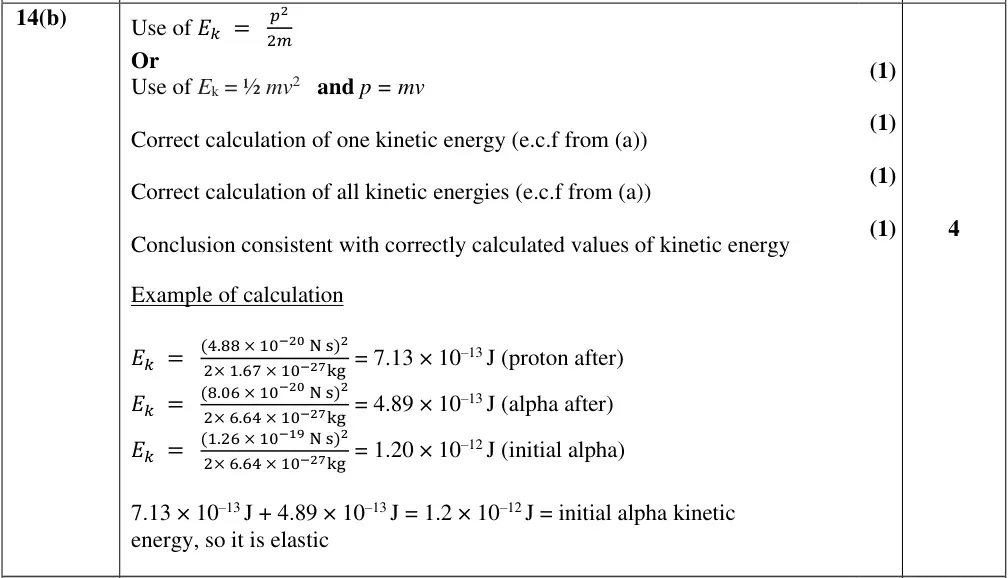 14(b)
Use of E_k = p²/2m
Or
Use of E_k = ½ mv² and p = mv (1)
Correct calculation of one kinetic energy (e.c.f from (a)) (1)
Correct calculation of all kinetic energies (e.c.f from (a)) (1)
Conclusion consistent with correctly calculated values of kinetic energy (1) 4
Example of calculation
E_k = (4.88 × 10⁻²⁰ N s)²/2× 1.67 × 10⁻²⁷kg = 7.13 × 10⁻¹³ J (proton after)
E_k = (8.06 × 10⁻²⁰ N s)²/2× 6.64 × 10⁻²⁷kg = 4.89 × 10⁻¹³ J (alpha after)
E_k = (1.26 × 10⁻¹⁹ N s)²/2× 6.64 × 10⁻²⁷kg = 1.20 × 10⁻¹² J (initial alpha)
7.13 × 10⁻¹³ J + 4.89 × 10⁻¹³ J = 1.2 × 10⁻¹² J = initial alpha kinetic
energy, so it is elastic